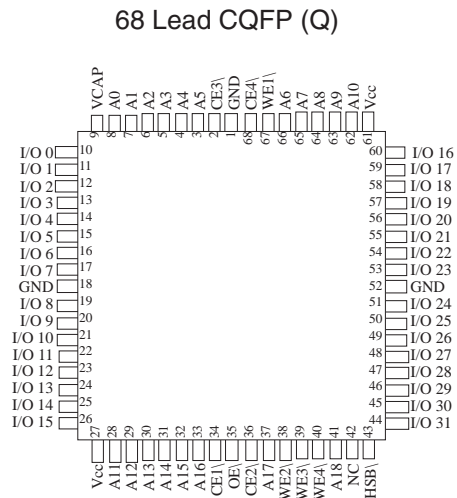 68 Lead CQFP (Q)
VCAP
A0
A1
A2
A3
A4
A5
CE3\
GND
CE4\
WE1\
A6
A7
A8
A9
A10
Vcc
9 8 7 6 5 4 3 2 1 68 67 66 65 64 63 62 61
I/O 0 10
I/O 1 11
I/O 2 12
I/O 3 13
I/O 4 14
I/O 5 15
I/O 6 16
I/O 7 17
GND 18
I/O 8 19
I/O 9 20
I/O 10 21
I/O 11 22
I/O 12 23
I/O 13 24
I/O 14 25
I/O 15 26
60 I/O 16
59 I/O 17
58 I/O 18
57 I/O 19
56 I/O 20
55 I/O 21
54 I/O 22
53 I/O 23
52 GND
51 I/O 24
50 I/O 25
49 I/O 26
48 I/O 27
47 I/O 28
46 I/O 29
45 I/O 30
44 I/O 31
27 28 29 30 31 32 33 34 35 36 37 38 39 40 41 42 43
Vcc
A11
A12
A13
A14
A15
A16
CE1\
OE\
CE2\
A17
WE2\
WE3\
WE4\
A18
NC
HSB\